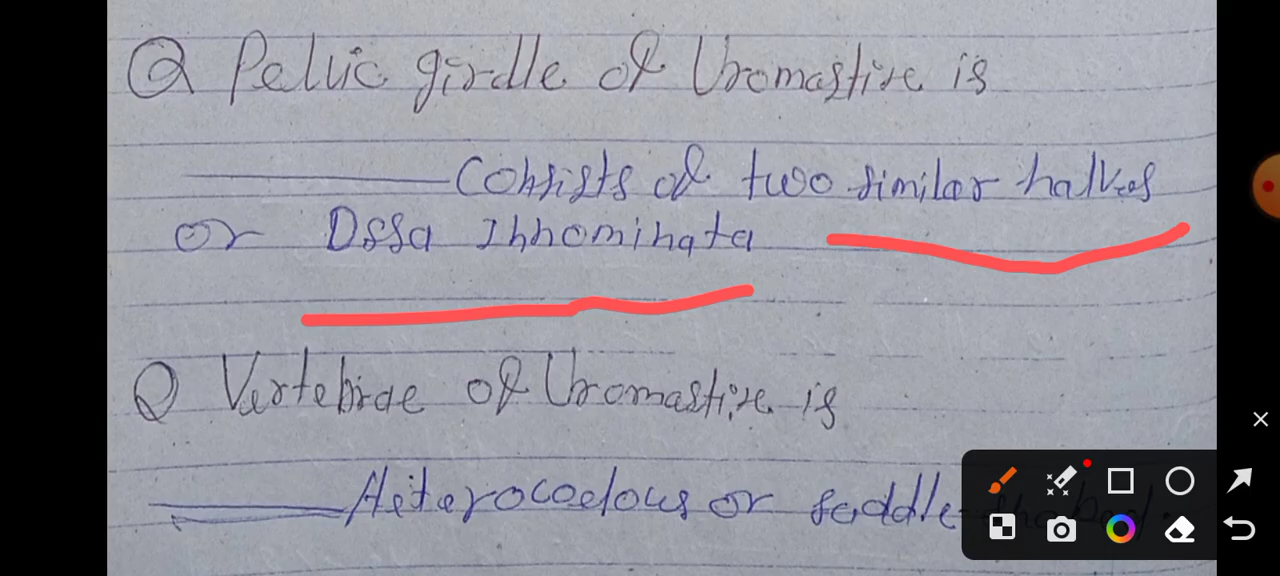 Q Pelvic girdle of Uromastix is
Consists of two similar halves
or Ossa Innominata
Q Vertebrae of Uromastix is
Heterocoelous or saddle